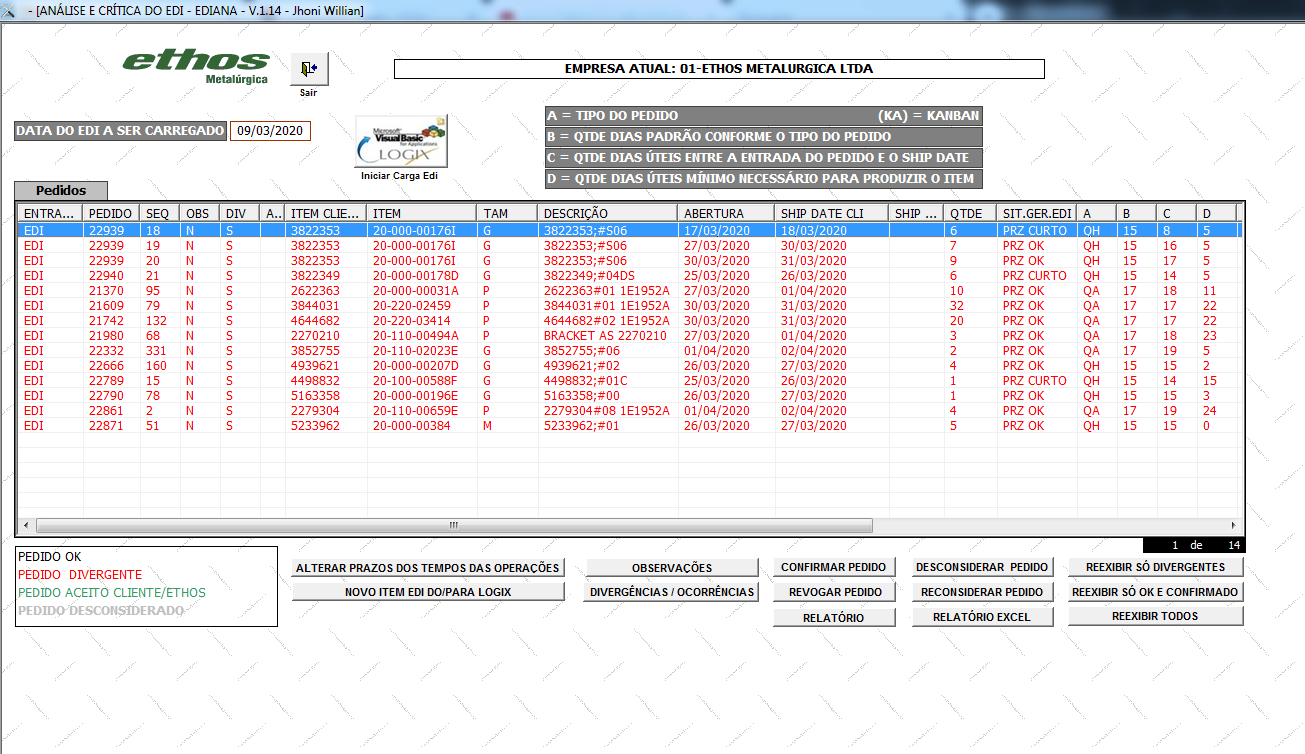 - [ANÁLISE E CRÍTICA DO EDI - EDIANA - V.1.14 - Jhoni Willian]
ethos
Metalúrgica
Sair
EMPRESA ATUAL: 01-ETHOS METALURGICA LTDA
DATA DO EDI A SER CARREGADO 09/03/2020
Microsoft Visual Basic for Applications
LOGIX
Iniciar Carga Edi
A = TIPO DO PEDIDO (KA) = KANBAN
B = QTDE DIAS PADRÃO CONFORME O TIPO DO PEDIDO
C = QTDE DIAS ÚTEIS ENTRE A ENTRADA DO PEDIDO E O SHIP DATE
D = QTDE DIAS ÚTEIS MÍNIMO NECESSÁRIO PARA PRODUZIR O ITEM
Pedidos
ENTRA... PEDIDO SEQ OBS DIV A... ITEM CLIE... ITEM TAM DESCRIÇÃO ABERTURA SHIP DATE CLI SHIP ... QTDE SIT.GER.EDI A B C D
EDI 22939 18 N S 3822353 20-000-00176I G 3822353;#S06 17/03/2020 18/03/2020 6 PRZ CURTO QH 15 8 5
EDI 22939 19 N S 3822353 20-000-00176I G 3822353;#S06 27/03/2020 30/03/2020 7 PRZ OK QH 15 16 5
EDI 22939 20 N S 3822353 20-000-00176I G 3822353;#S06 30/03/2020 31/03/2020 9 PRZ OK QH 15 17 5
EDI 22940 21 N S 3822349 20-000-00178D G 3822349;#04DS 25/03/2020 26/03/2020 6 PRZ CURTO QH 15 14 5
EDI 21370 95 N S 2622363 20-000-00031A P 2622363#01 1E1952A 27/03/2020 01/04/2020 10 PRZ OK QA 17 18 11
EDI 21609 79 N S 3844031 20-220-02459 P 3844031#01 1E1952A 30/03/2020 31/03/2020 32 PRZ OK QA 17 17 22
EDI 21742 132 N S 4644682 20-220-03414 P 4644682#02 1E1952A 30/03/2020 31/03/2020 20 PRZ OK QA 17 17 22
EDI 21980 68 N S 2270210 20-110-00494A P BRACKET AS 2270210 27/03/2020 01/04/2020 3 PRZ OK QA 17 18 23
EDI 22332 331 N S 3852755 20-110-02023E G 3852755;#06 01/04/2020 02/04/2020 2 PRZ OK QA 17 19 5
EDI 22666 160 N S 4939621 20-000-00207D G 4939621;#02 26/03/2020 27/03/2020 4 PRZ OK QH 15 15 2
EDI 22789 15 N S 4498832 20-100-00588F G 4498832;#01C 25/03/2020 26/03/2020 1 PRZ CURTO QH 15 14 15
EDI 22790 78 N S 5163358 20-000-00196E G 5163358;#00 26/03/2020 27/03/2020 1 PRZ OK QH 15 15 3
EDI 22861 2 N S 2279304 20-110-00659E P 2279304#08 1E1952A 01/04/2020 02/04/2020 4 PRZ OK QA 17 19 24
EDI 22871 51 N S 5233962 20-000-00384 M 5233962;#01 26/03/2020 27/03/2020 5 PRZ OK QH 15 15 0
1 de 14
PEDIDO OK
PEDIDO DIVERGENTE
PEDIDO ACEITO CLIENTE/ETHOS
PEDIDO DESCONSIDERADO
ALTERAR PRAZOS DOS TEMPOS DAS OPERAÇÕES OBSERVAÇÕES CONFIRMAR PEDIDO DESCONSIDERAR PEDIDO REEXIBIR SÓ DIVERGENTES
NOVO ITEM EDI DO/PARA LOGIX DIVERGÊNCIAS / OCORRÊNCIAS REVOGAR PEDIDO RECONSIDERAR PEDIDO REEXIBIR SÓ OK E CONFIRMADO
RELATÓRIO RELATÓRIO EXCEL REEXIBIR TODOS